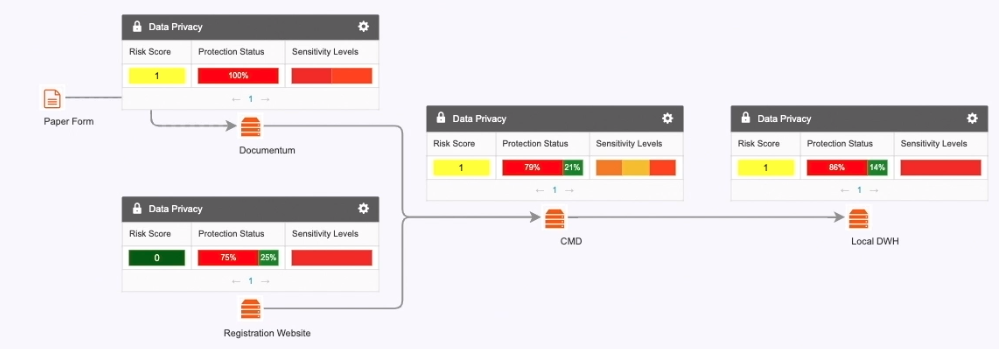 Data Privacy
Risk Score Protection Status Sensitivity Levels
1 100%
← 1 →
Paper Form
Documentum
Data Privacy
Risk Score Protection Status Sensitivity Levels
1 79% 21%
← 1 →
CMD
Data Privacy
Risk Score Protection Status Sensitivity Levels
1 86% 14%
← 1 →
Local DWH
Data Privacy
Risk Score Protection Status Sensitivity Levels
0 75% 25%
← 1 →
Registration Website